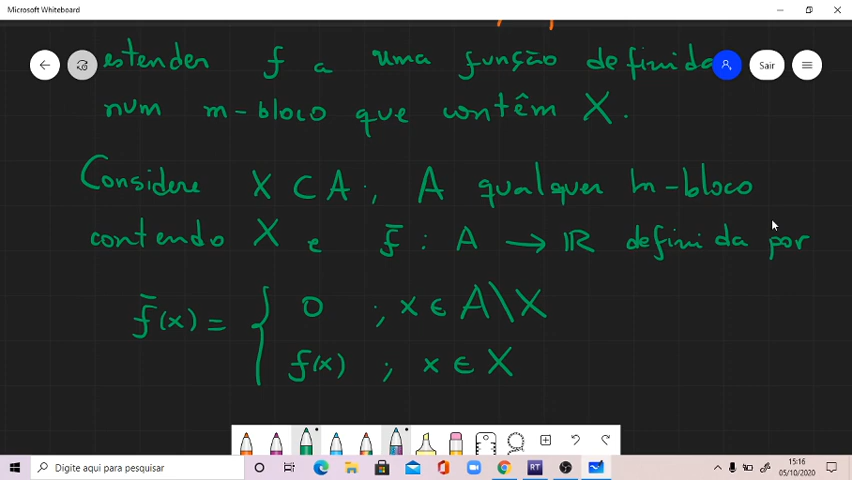 Microsoft Whiteboard
estender f a uma função definida
Sair
num m-bloco que contêm X.
Considere X ⊂ A ; A qualquer m-bloco
contendo X e f̄ : A → ℝ definida por
f̄(x) = { 0 ; x ∈ A\X
f(x) ; x ∈ X
Digite aqui para pesquisar
RT
15:16
05/10/2020